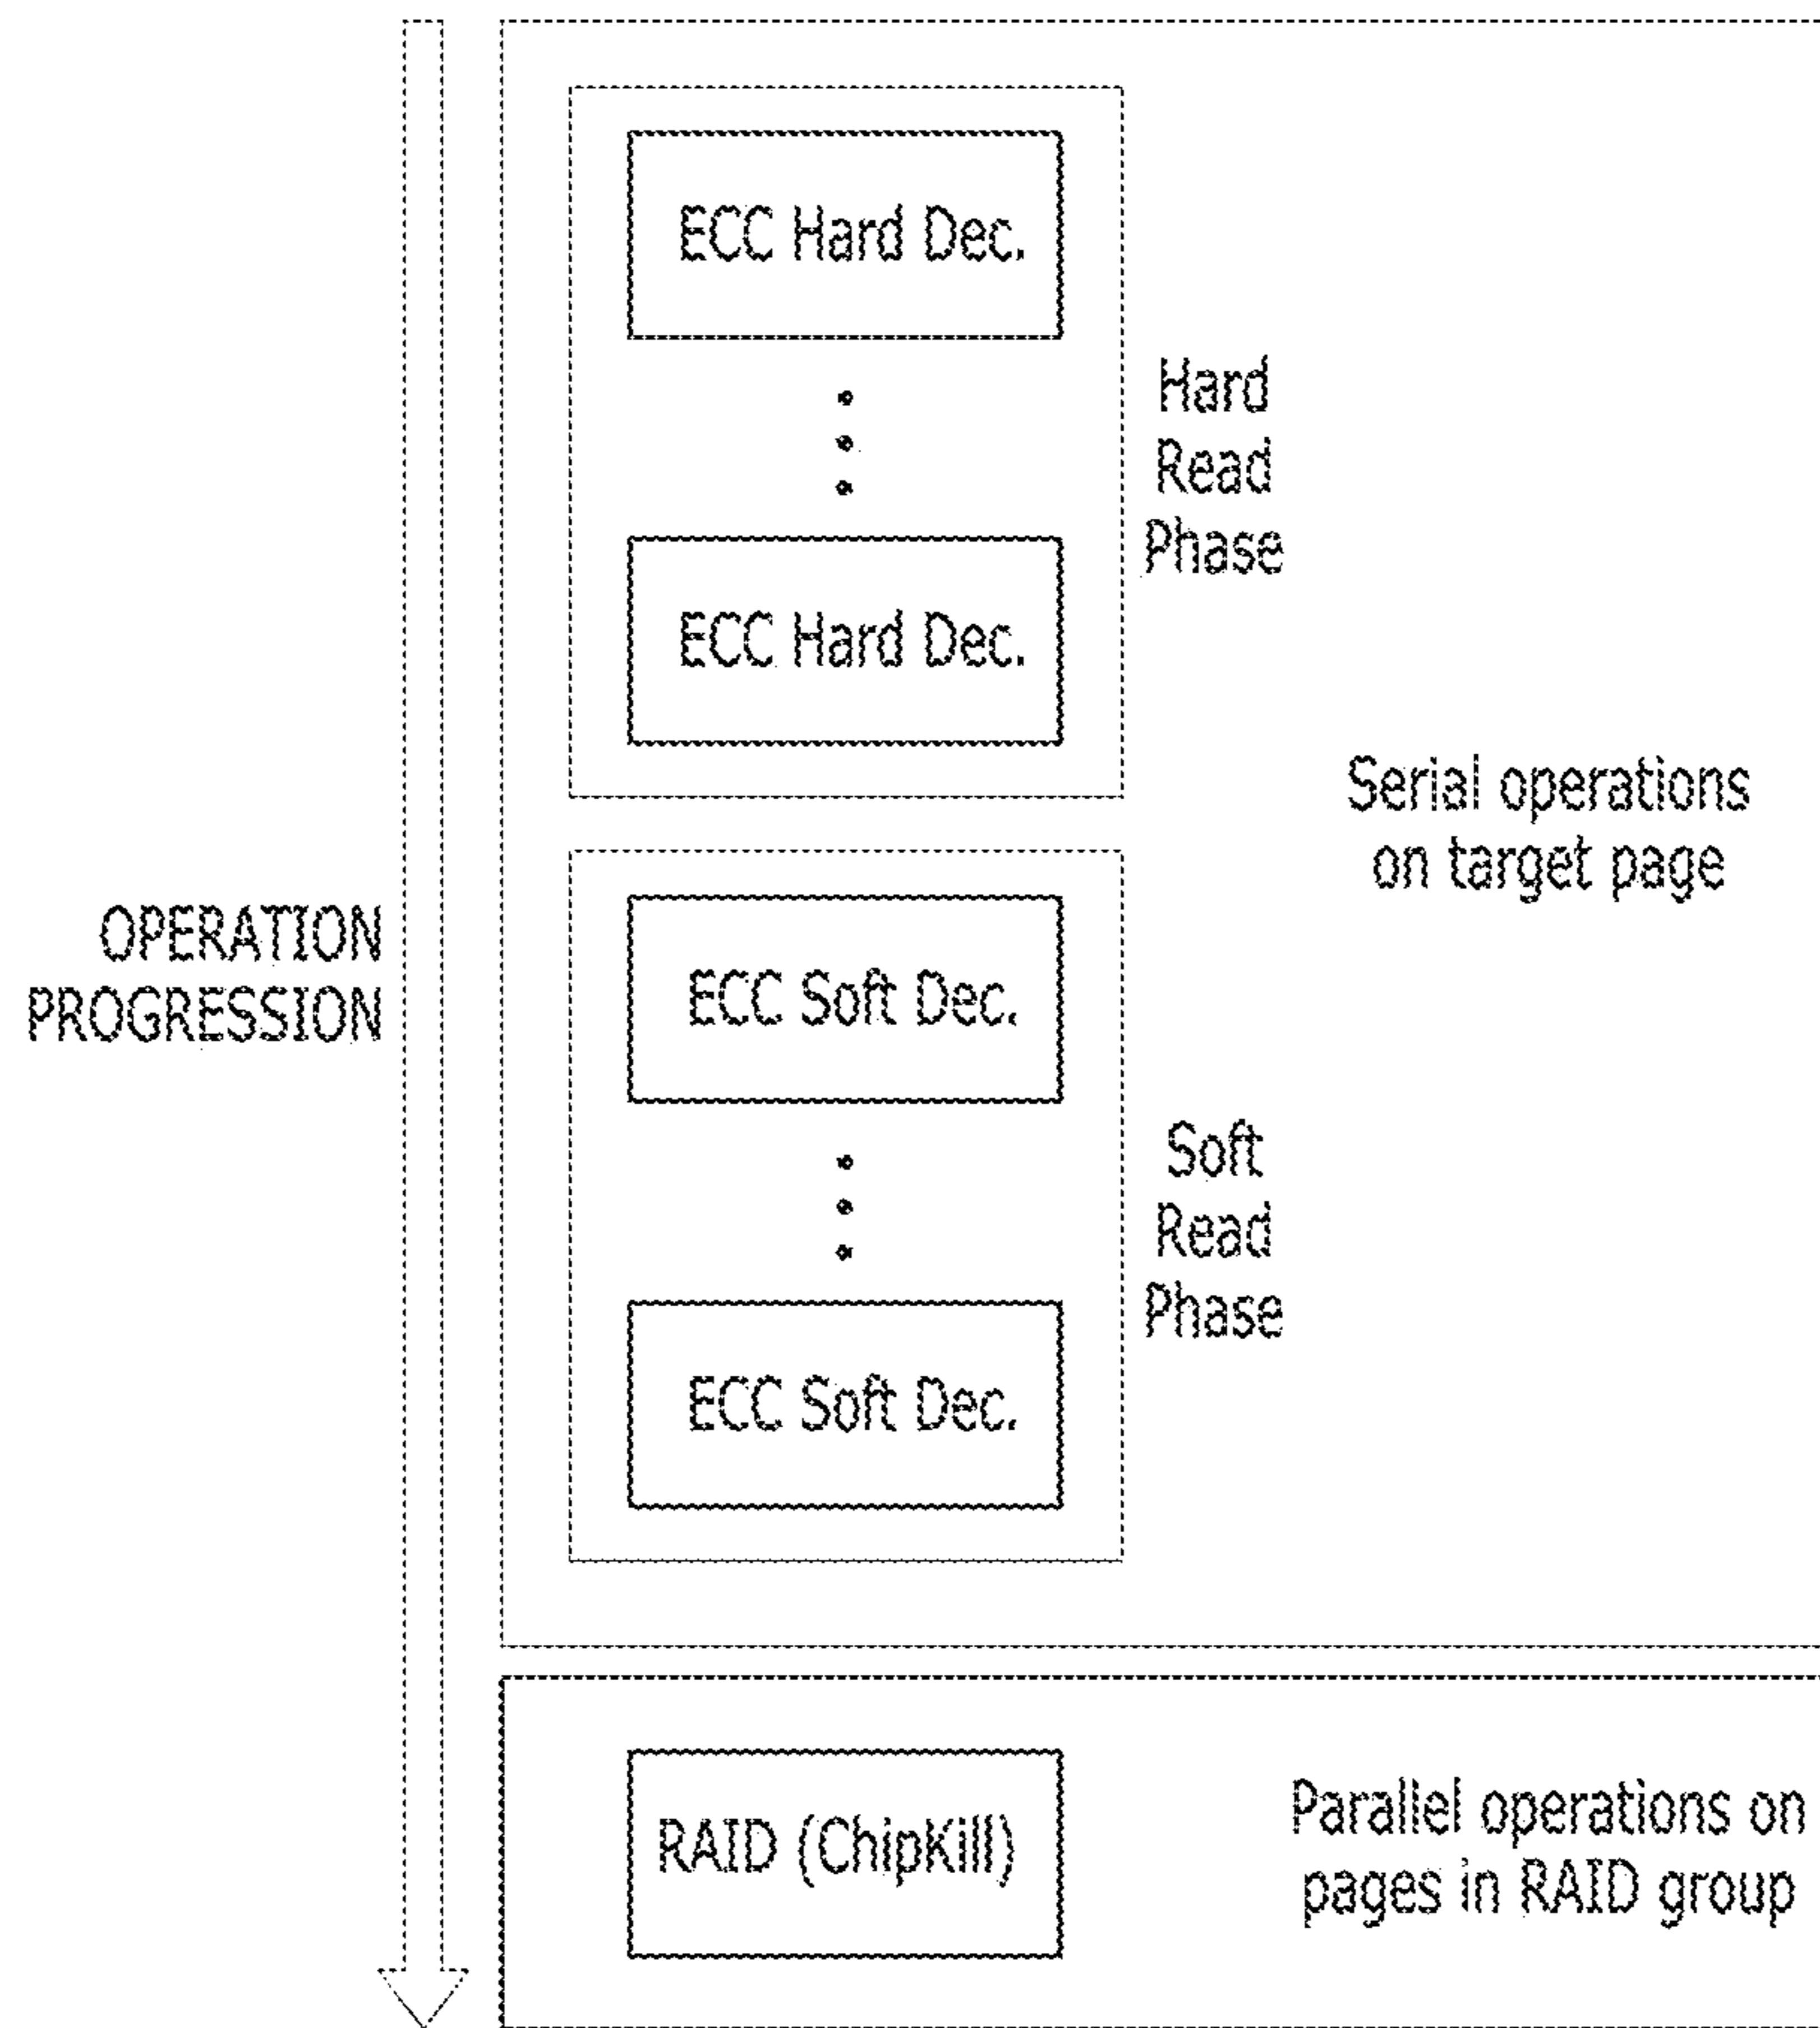 ECC Hard Dec.
Hard
Read
Phase
ECC Hard Dec.
Serial operations
on target page
OPERATION
PROGRESSION
ECC Soft Dec.
Soft
Read
Phase
ECC Soft Dec.
RAID (ChipKill)
Parallel operations on
pages in RAID group